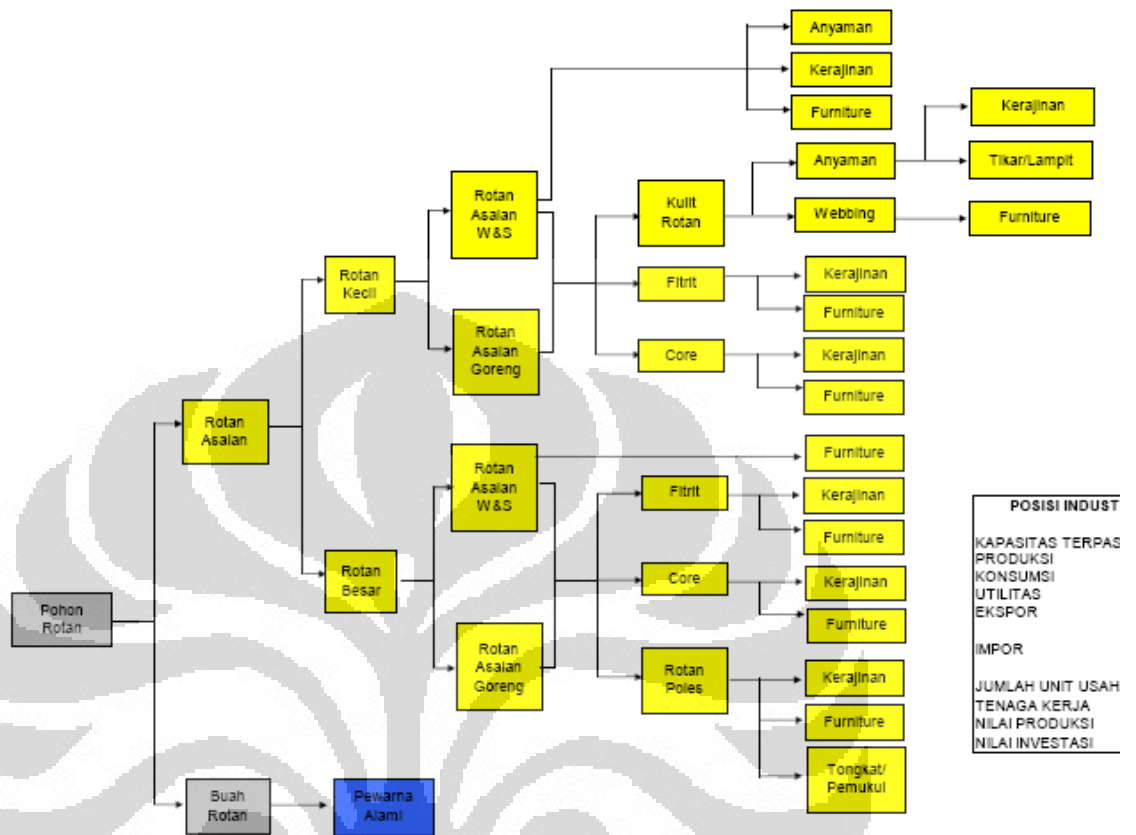 Anyaman
Kerajinan
Furniture
Kerajinan
Anyaman
Tikar/Lampit
Webbing
Furniture
Rotan
Asalan
W&S
Kulit
Rotan
Rotan
Kecil
Fitrit
Kerajinan
Furniture
Rotan
Asalan
Goreng
Core
Kerajinan
Furniture
Rotan
Asalan
Rotan
Asalan
W&S
Furniture
Fitrit
Kerajinan
Furniture
Rotan
Besar
Core
Kerajinan
Furniture
Pohon
Rotan
Rotan
Asalan
Goreng
Rotan
Poles
Kerajinan
Furniture
Tongkat/
Pemukul
Buah
Rotan
Pewarna
Alami
POSISI INDUST
KAPASITAS TERPAS
PRODUKSI
KONSUMSI
UTILITAS
EKSPOR
IMPOR
JUMLAH UNIT USAH
TENAGA KERJA
NILAI PRODUKSI
NILAI INVESTASI